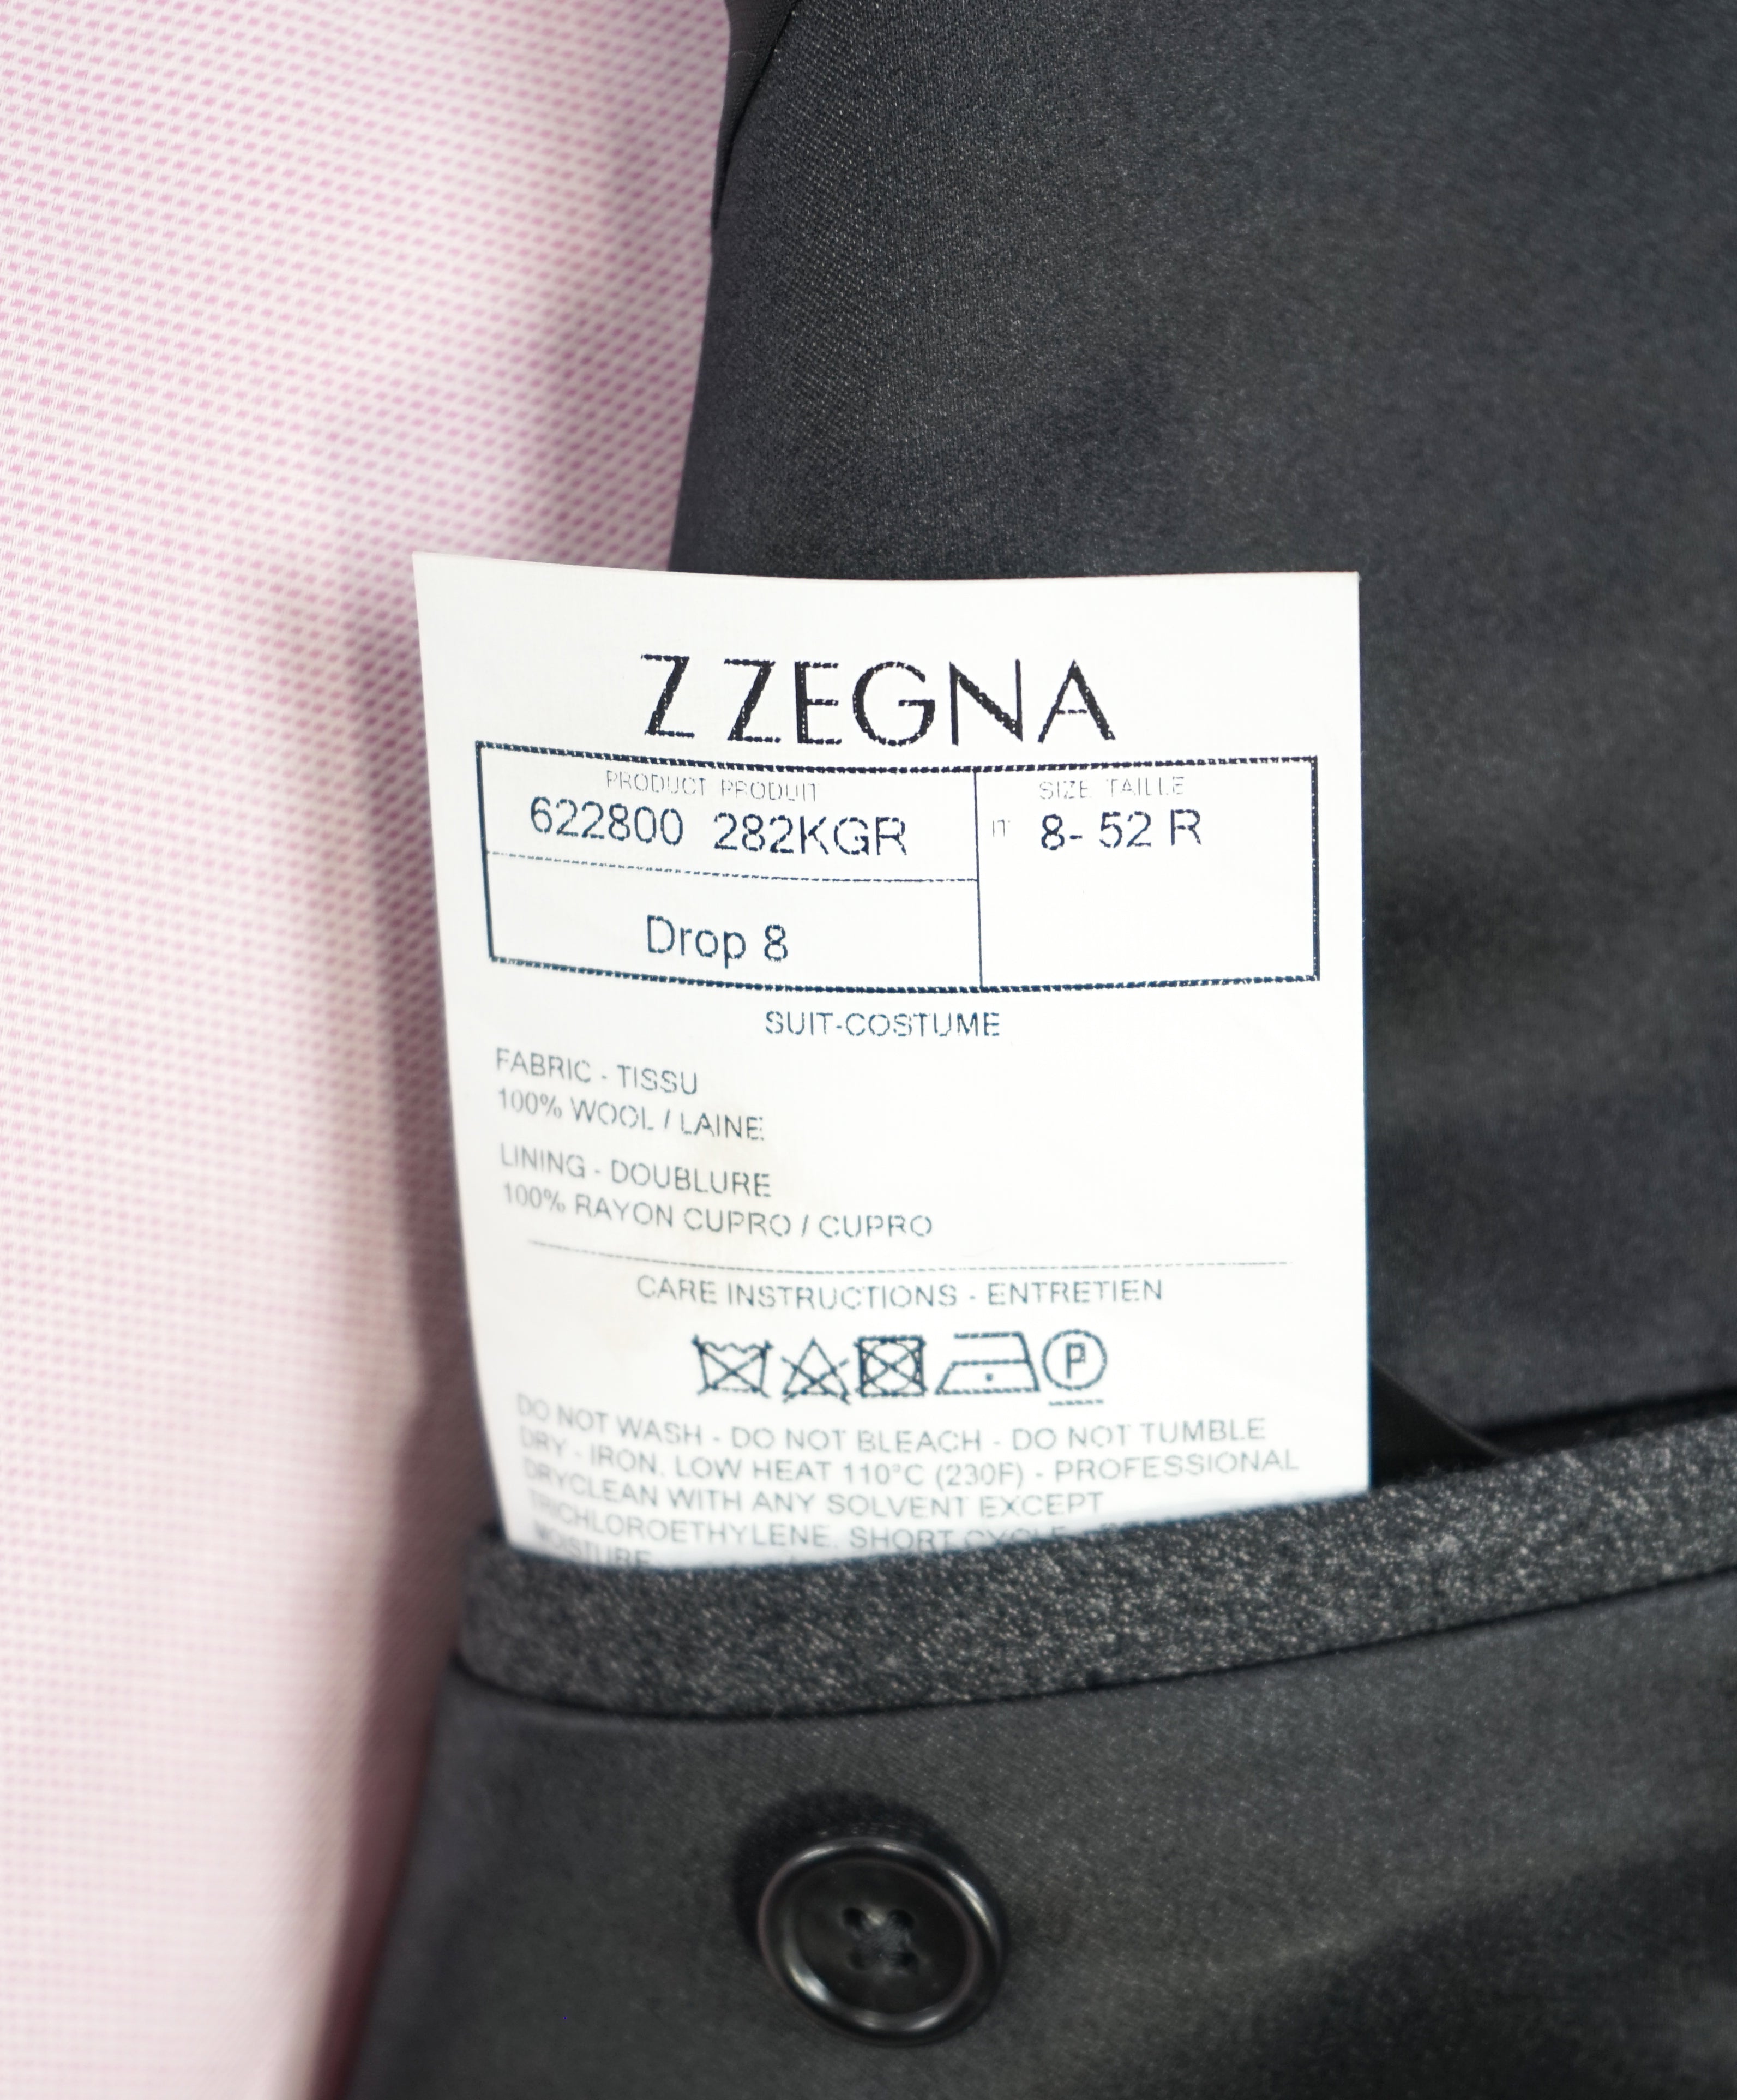 Z ZEGNA
PRODUCT PRODUIT
622800 282KGR
SIZE TAILLE
IT 8- 52 R
Drop 8
SUIT-COSTUME
FABRIC - TISSU
100% WOOL / LAINE
LINING - DOUBLURE
100% RAYON CUPRO / CUPRO
CARE INSTRUCTIONS - ENTRETIEN
P
DO NOT WASH - DO NOT BLEACH - DO NOT TUMBLE
DRY - IRON, LOW HEAT 110°C (230F) - PROFESSIONAL
DRYCLEAN WITH ANY SOLVENT EXCEPT
TRICHLOROETHYLENE, SHORT CYCLE
MOISTURE